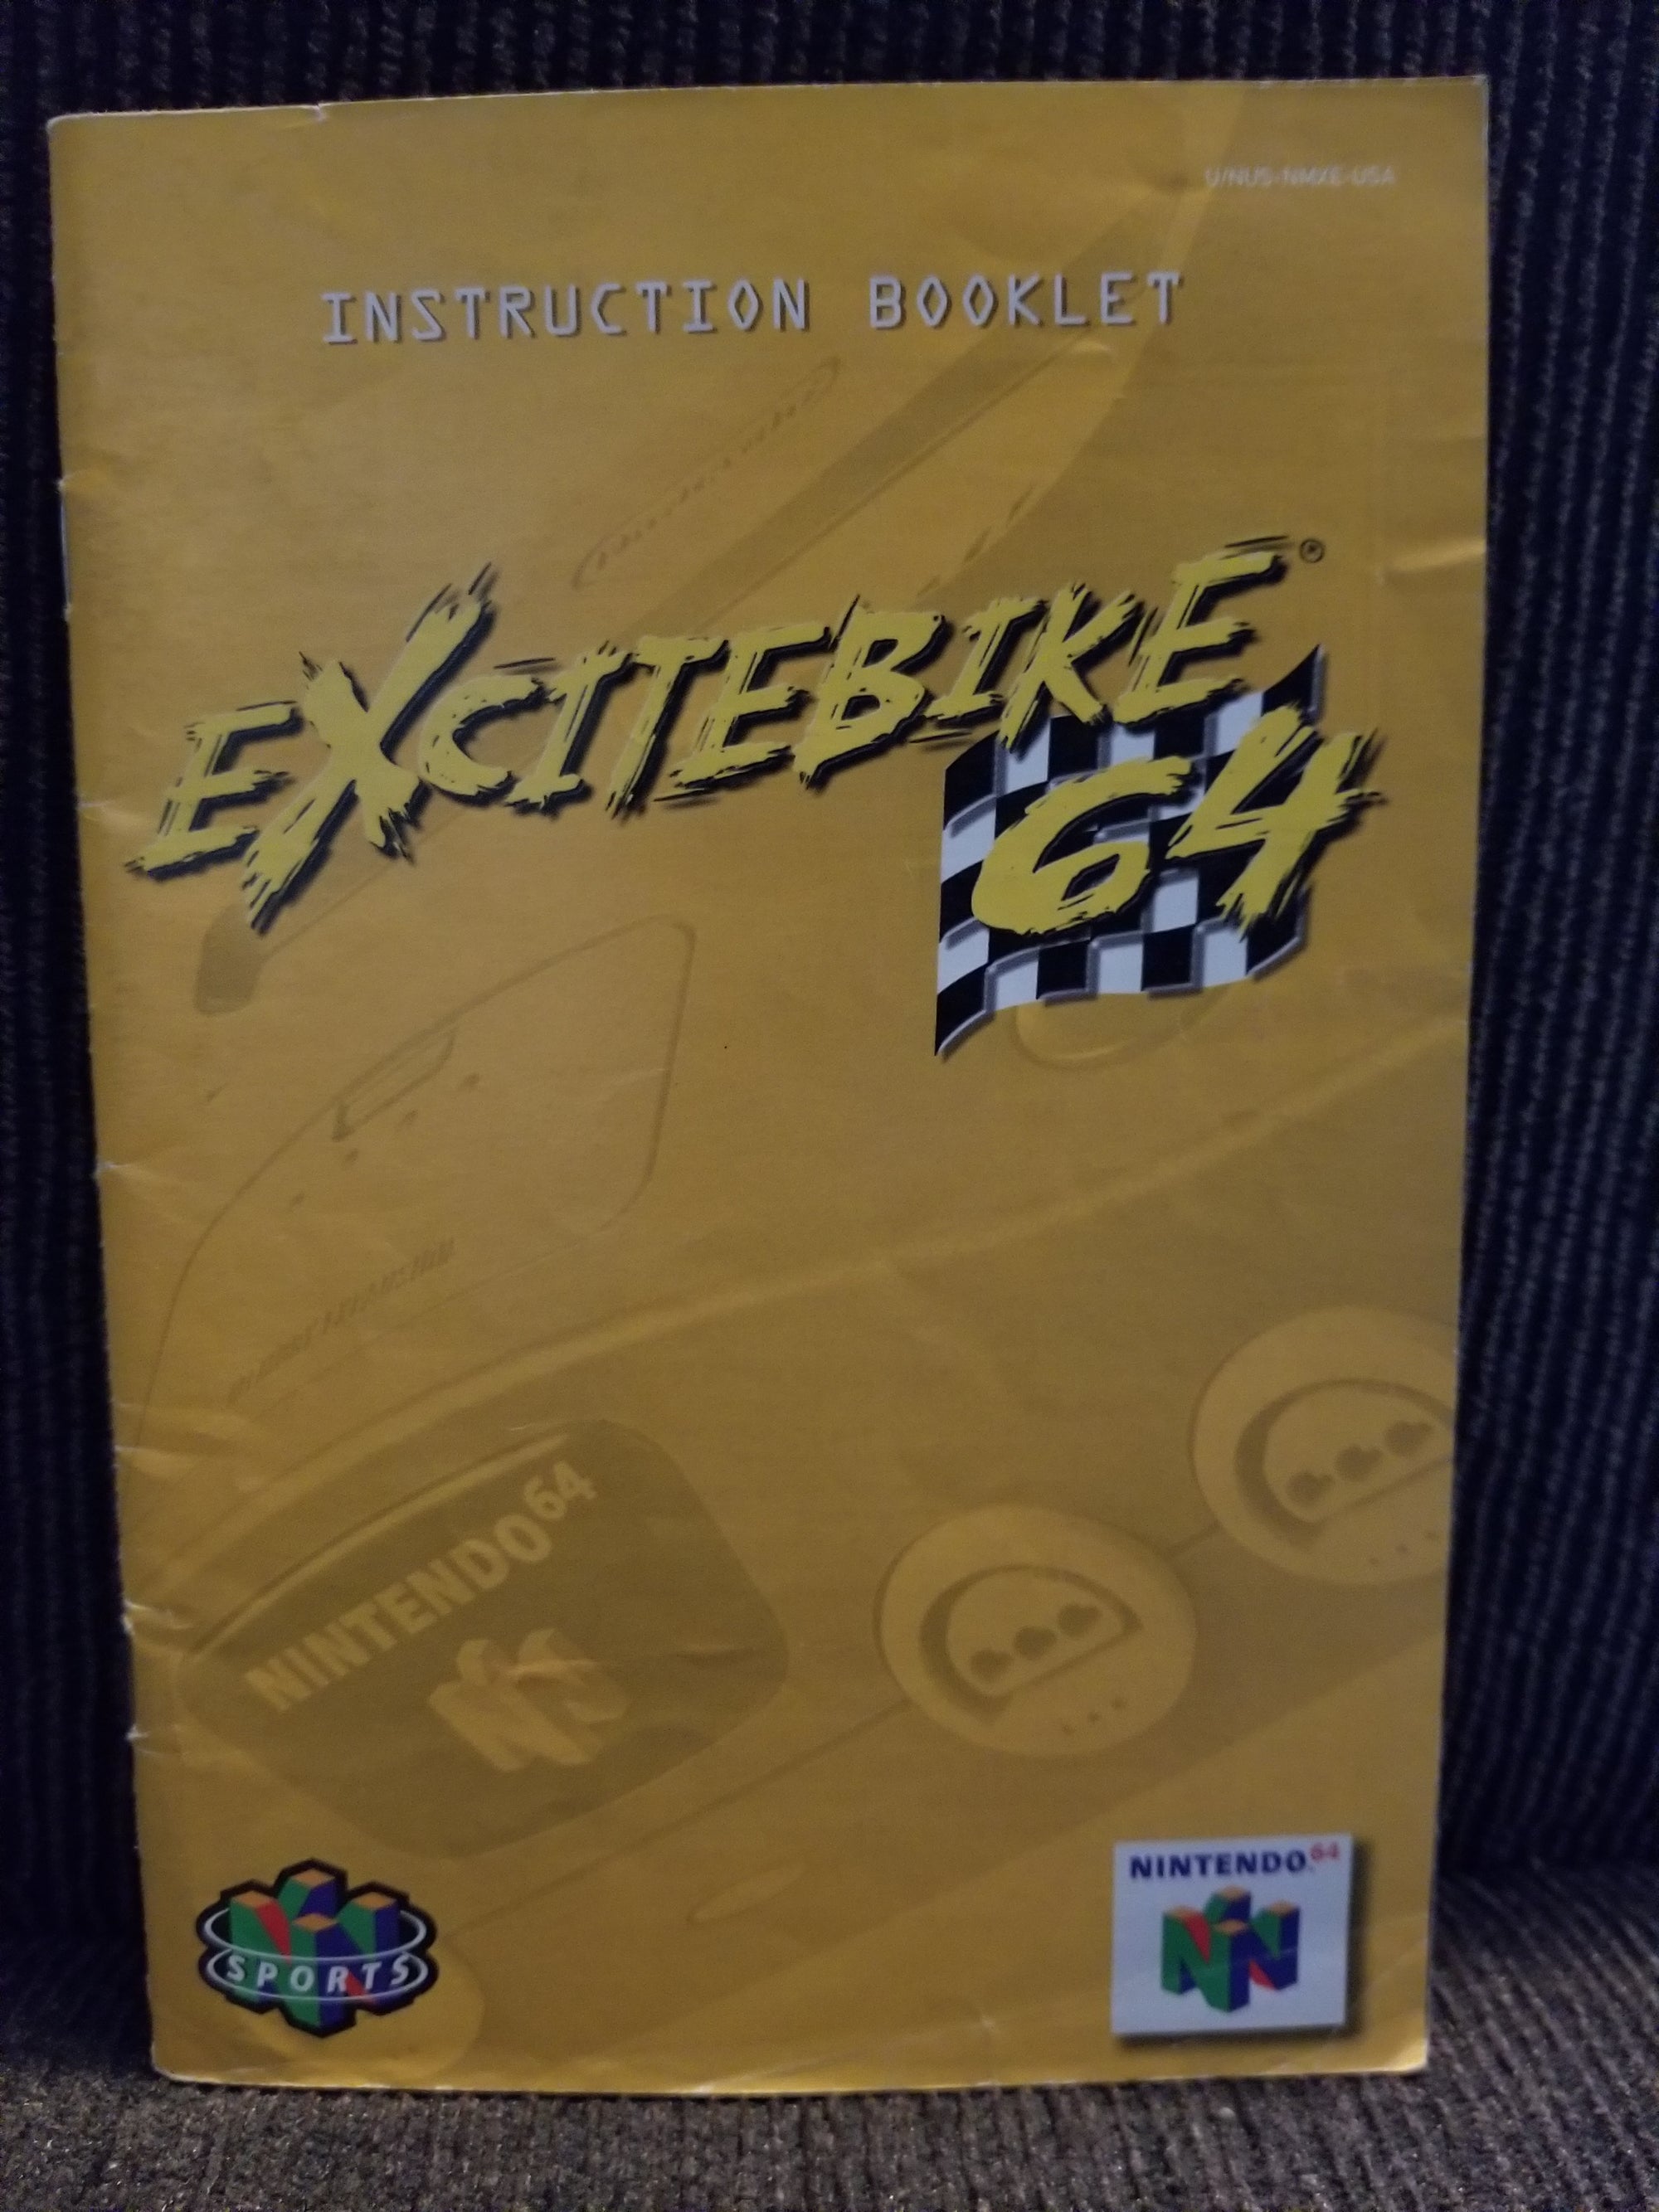 U/NUS-NMXE-USA
INSTRUCTION BOOKLET
EXCITEBIKE®
64
NINTENDO64
SPORTS
NINTENDO64